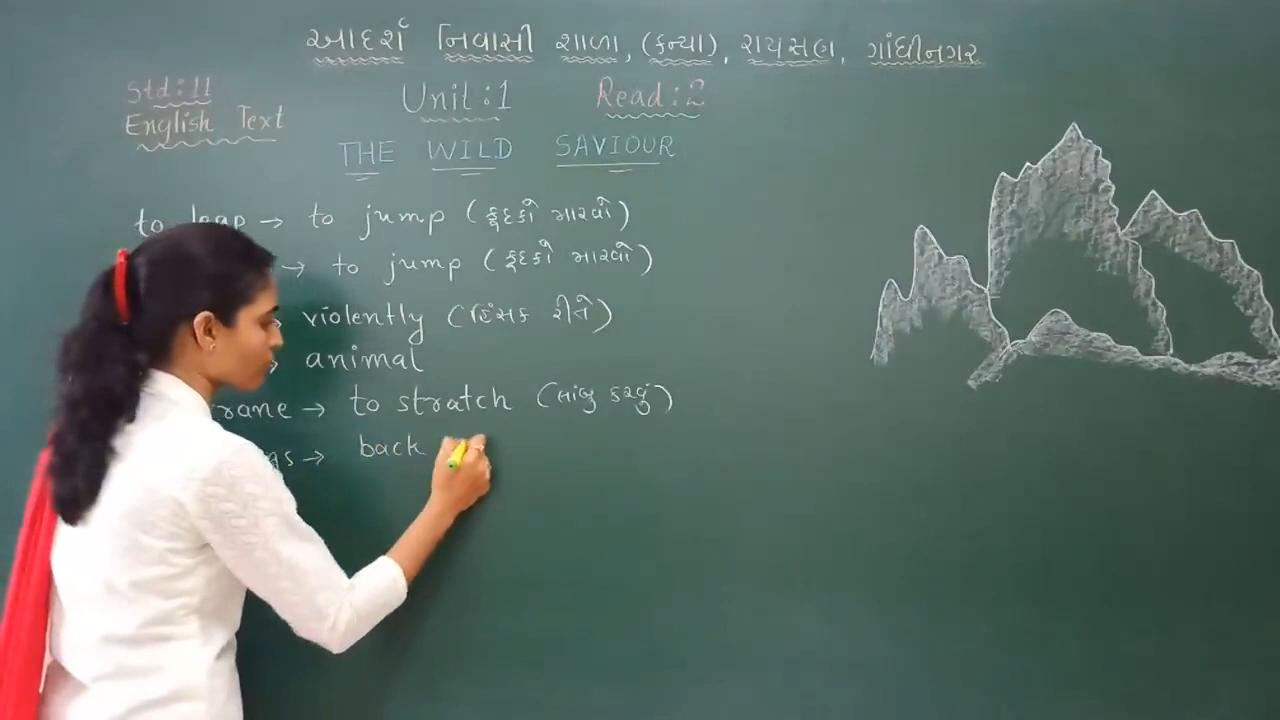 આદર્શ નિવાસી શાળા, (કન્યા), રાયસણ, ગાંધીનગર
Std:11 Unit:1 Read:2
English Text
THE WILD SAVIOUR
to leap → to jump (કૂદકો મારવો)
→ to jump (કૂદકો મારવો)
violently (હિંસક રીતે)
animal
crane → to stratch (લાંબુ કરવું)
→ back